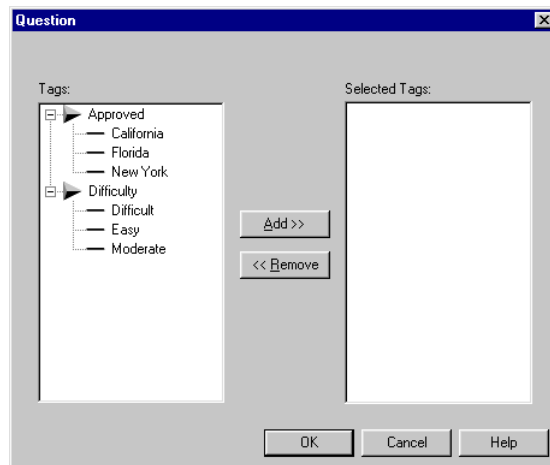 Question
Tags:
Selected Tags:
Approved
California
Florida
New York
Difficulty
Difficult
Easy
Moderate
Add >>
<< Remove
OK
Cancel
Help